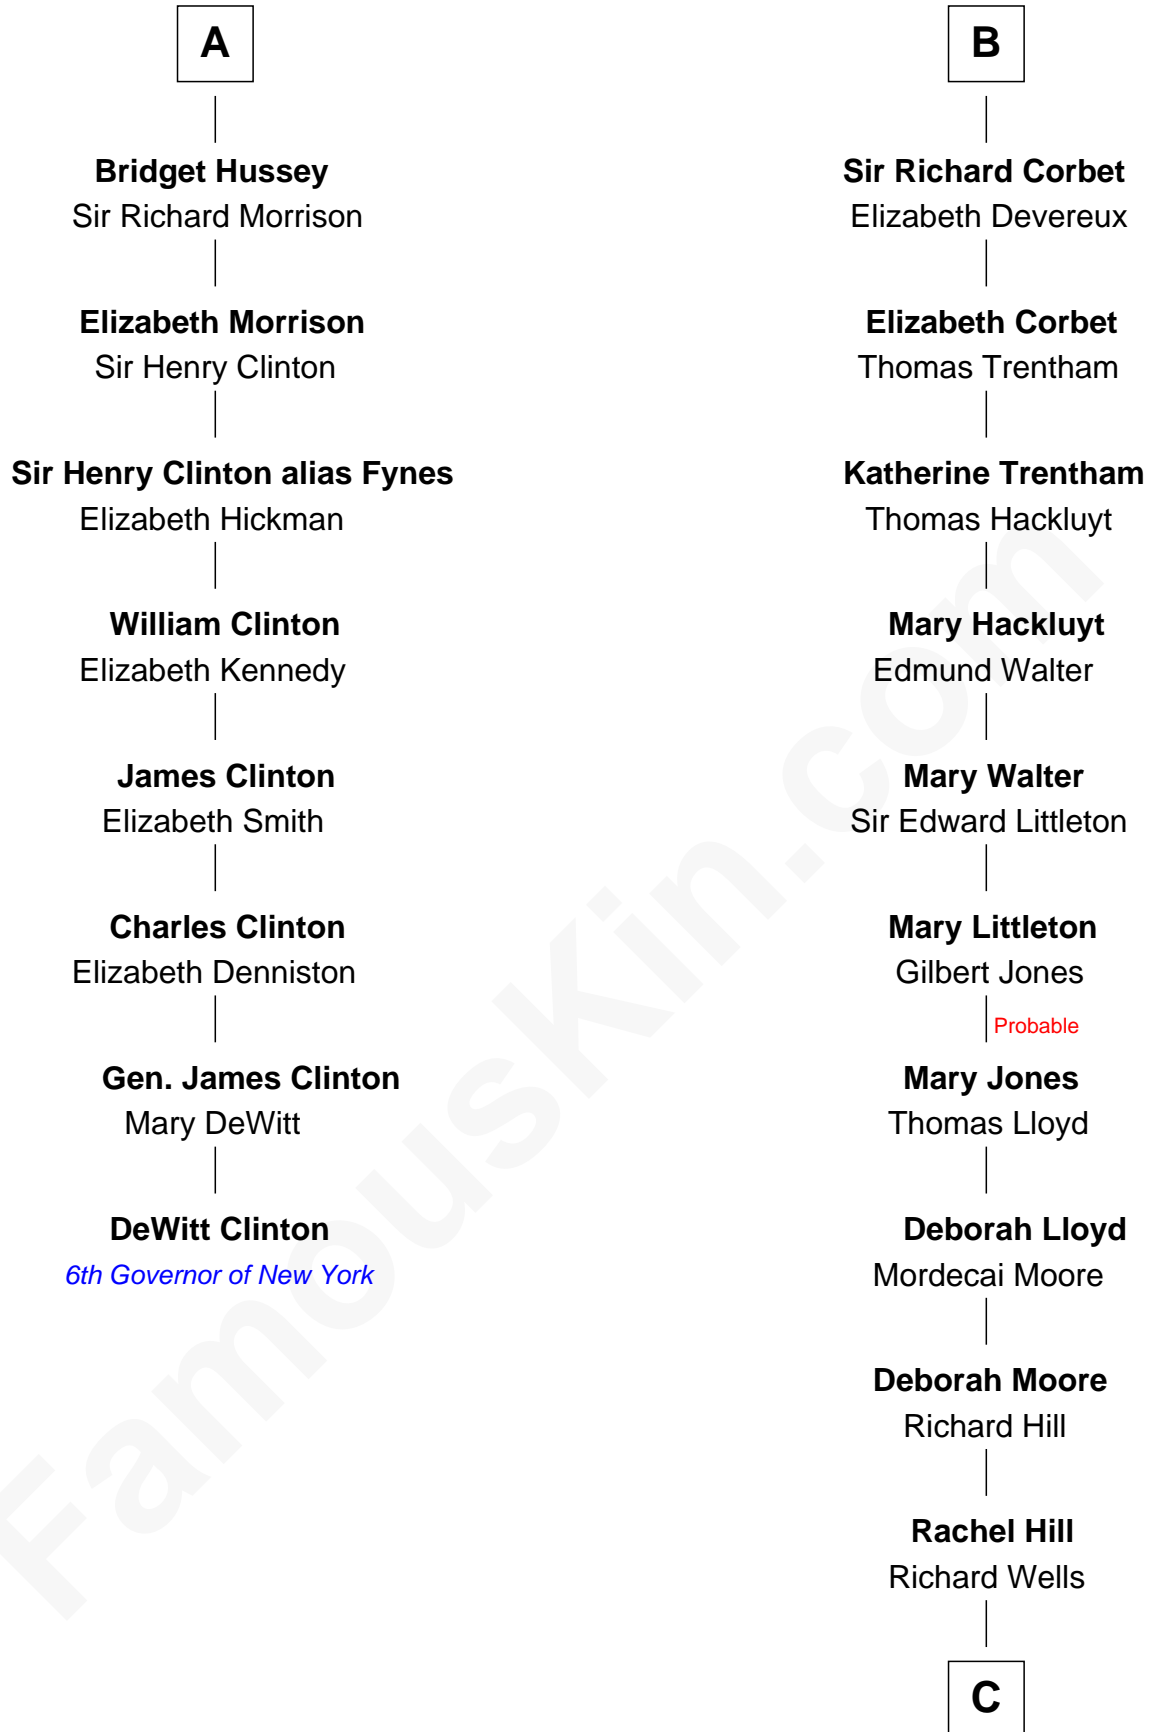 A
Bridget Hussey
Sir Richard Morrison
Elizabeth Morrison
Sir Henry Clinton
Sir Henry Clinton alias Fynes
Elizabeth Hickman
William Clinton
Elizabeth Kennedy
James Clinton
Elizabeth Smith
Charles Clinton
Elizabeth Denniston
Gen. James Clinton
Mary DeWitt
DeWitt Clinton
6th Governor of New York
B
Sir Richard Corbet
Elizabeth Devereux
Elizabeth Corbet
Thomas Trentham
Katherine Trentham
Thomas Hackluyt
Mary Hackluyt
Edmund Walter
Mary Walter
Sir Edward Littleton
Mary Littleton
Gilbert Jones
Probable
Mary Jones
Thomas Lloyd
Deborah Lloyd
Mordecai Moore
Deborah Moore
Richard Hill
Rachel Hill
Richard Wells
C
FamousKin.com